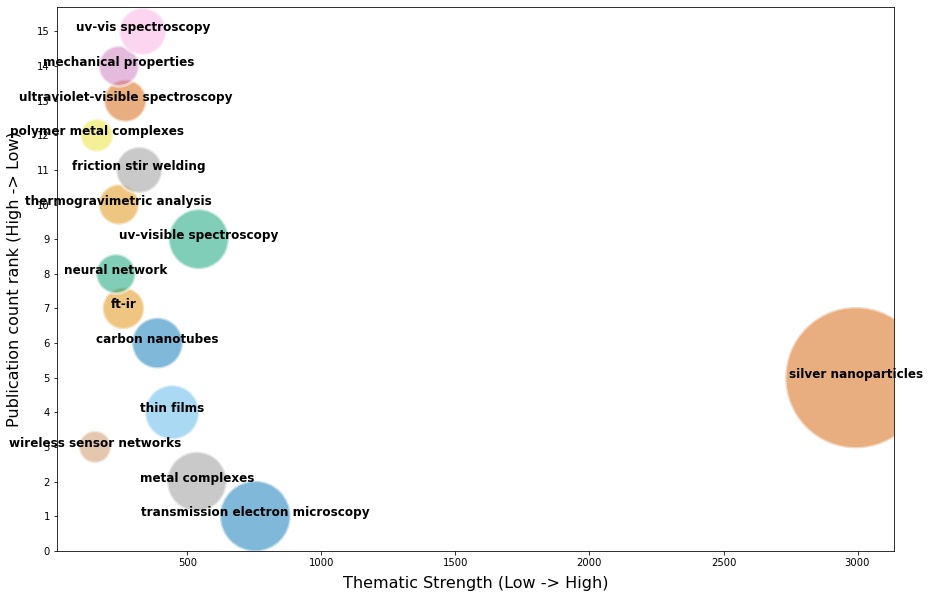 15
uv-vis spectroscopy
14
mechanical properties
13
ultraviolet-visible spectroscopy
12
polymer metal complexes
11
friction stir welding
10
thermogravimetric analysis
9
uv-visible spectroscopy
8
neural network
7
ft-ir
6
carbon nanotubes
5
silver nanoparticles
4
thin films
3
wireless sensor networks
2
metal complexes
1
transmission electron microscopy
0
Publication count rank (High -> Low)
500 1000 1500 2000 2500 3000
Thematic Strength (Low -> High)